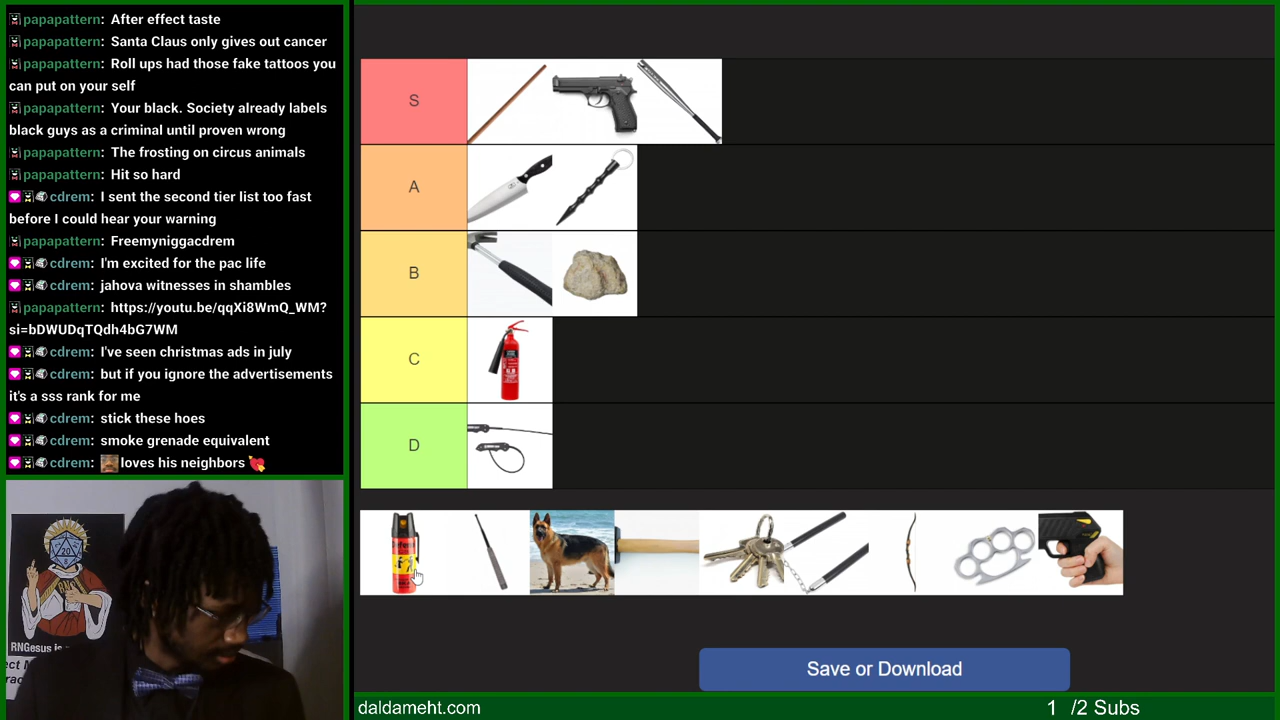 papapattern: After effect taste
papapattern: Santa Claus only gives out cancer
papapattern: Roll ups had those fake tattoos you
can put on your self
papapattern: Your black. Society already labels
black guys as a criminal until proven wrong
papapattern: The frosting on circus animals
papapattern: Hit so hard
cdrem: I sent the second tier list too fast
before I could hear your warning
papapattern: Freemyniggacdrem
cdrem: I'm excited for the pac life
cdrem: jahova witnesses in shambles
papapattern: https://youtu.be/qqXi8WmQ_WM?
si=bDWUDqTQdh4bG7WM
cdrem: I've seen christmas ads in july
cdrem: but if you ignore the advertisements
it's a sss rank for me
cdrem: stick these hoes
cdrem: smoke grenade equivalent
cdrem: loves his neighbors
S
A
B
C
D
20
8
RNGesus is
Save or Download
daldameht.com
1 /2 Subs